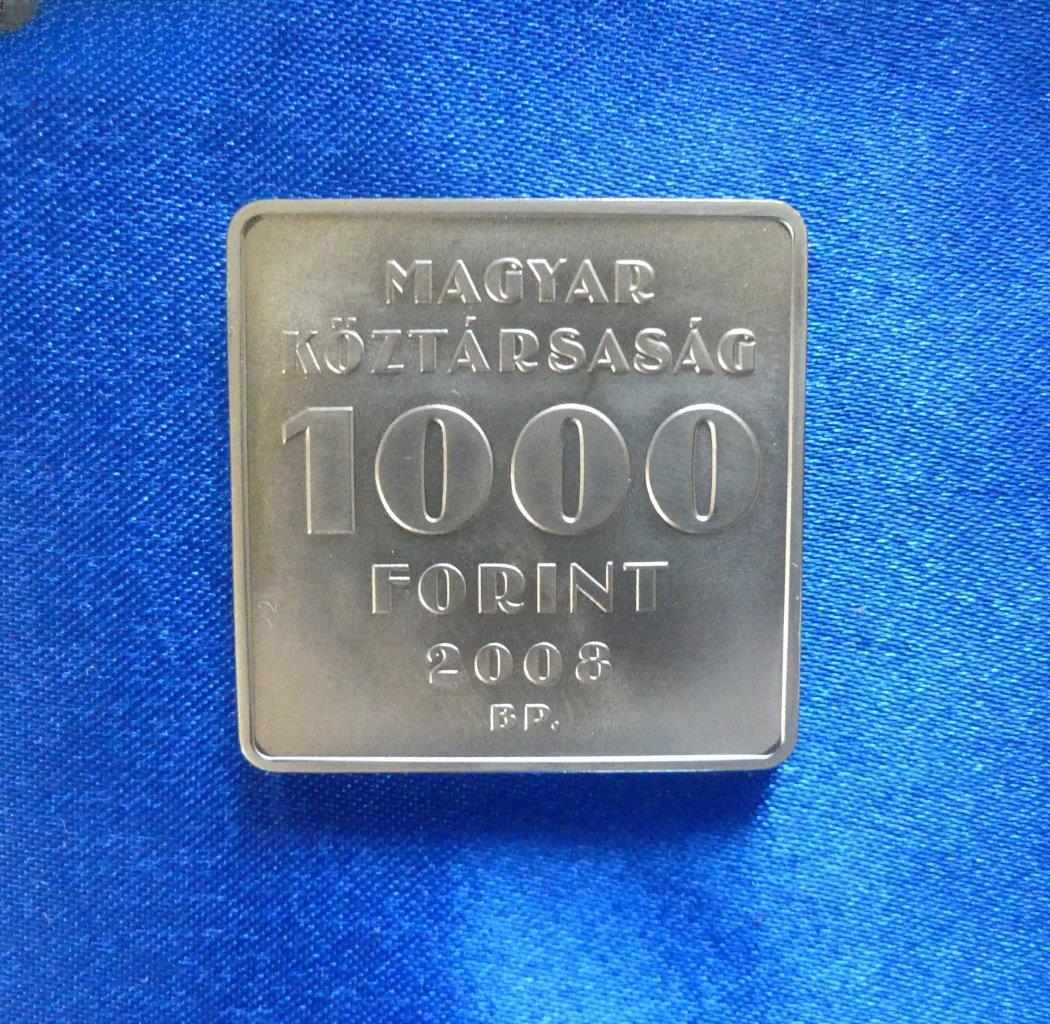 MAGYAR
KÖZTÁRSASÁG
1000
FORINT
2008
BP.